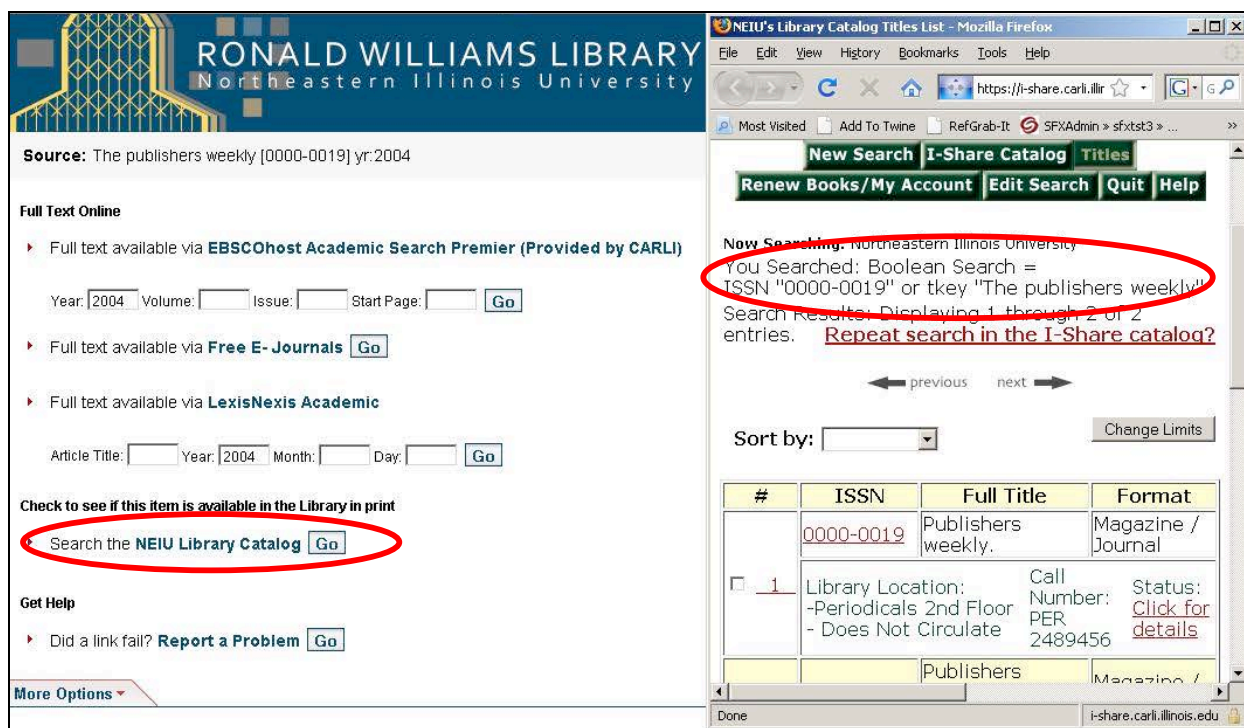 RONALD WILLIAMS LIBRARY
Northeastern Illinois University
Source: The publishers weekly [0000-0019] yr:2004
Full Text Online
Full text available via EBSCOhost Academic Search Premier (Provided by CARLI)
Year: 2004 Volume: Issue: Start Page: Go
Full text available via Free E- Journals Go
Full text available via LexisNexis Academic
Article Title: Year: 2004 Month: Day: Go
Check to see if this item is available in the Library in print
Search the NEIU Library Catalog Go
Get Help
Did a link fail? Report a Problem Go
More Options
NEIU's Library Catalog Titles List - Mozilla Firefox
File Edit View History Bookmarks Tools Help
https://i-share.carli.illir G G
Most Visited Add To Twine RefGrab-It SFXAdmin » sfxtst3 » ... »
New Search I-Share Catalog Titles
Renew Books/My Account Edit Search Quit Help
Now Searching: Northeastern Illinois University
You Searched: Boolean Search =
ISSN "0000-0019" or tkey "The publishers weekly"
Search Results: Displaying 1 through 2 of 2
entries. Repeat search in the I-Share catalog?
previous next
Sort by: Change Limits
# ISSN Full Title Format
0000-0019 Publishers weekly. Magazine / Journal
1 Library Location: -Periodicals 2nd Floor - Does Not Circulate Call Number: PER 2489456 Status: Click for details
Publishers Magazine /
Done i-share.carli.illinois.edu